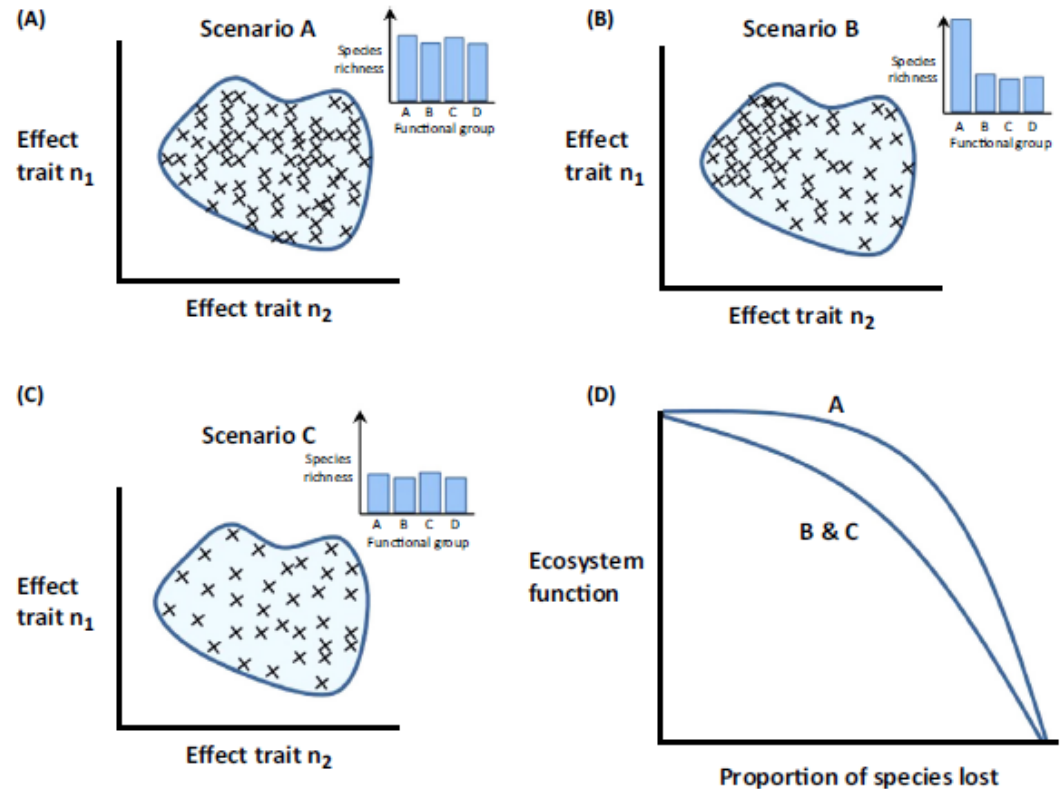 (A)
Scenario A
Species
richness
A B C D
Functional group
Effect
trait n1
Effect trait n2
(B)
Scenario B
Species
richness
A B C D
Functional group
Effect
trait n1
Effect trait n2
(C)
Scenario C
Species
richness
A B C D
Functional group
Effect
trait n1
Effect trait n2
(D)
A
B & C
Ecosystem
function
Proportion of species lost